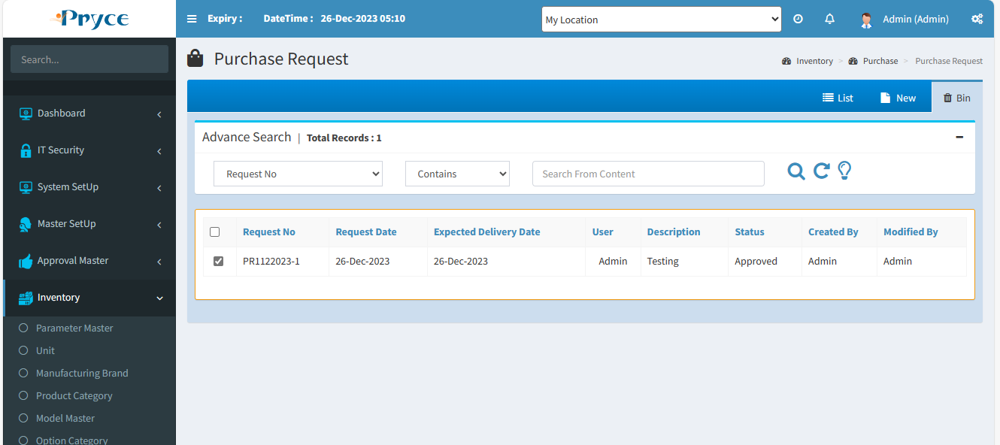 Pryce
Expiry : DateTime : 26-Dec-2023 05:10 My Location Admin (Admin)
Search...
Purchase Request
Inventory > Purchase > Purchase Request
List New Bin
Dashboard
IT Security
System SetUp
Master SetUp
Approval Master
Inventory
Parameter Master
Unit
Manufacturing Brand
Product Category
Model Master
Option Category
Advance Search | Total Records : 1
Request No Contains Search From Content
Request No Request Date Expected Delivery Date User Description Status Created By Modified By
PR1122023-1 26-Dec-2023 26-Dec-2023 Admin Testing Approved Admin Admin